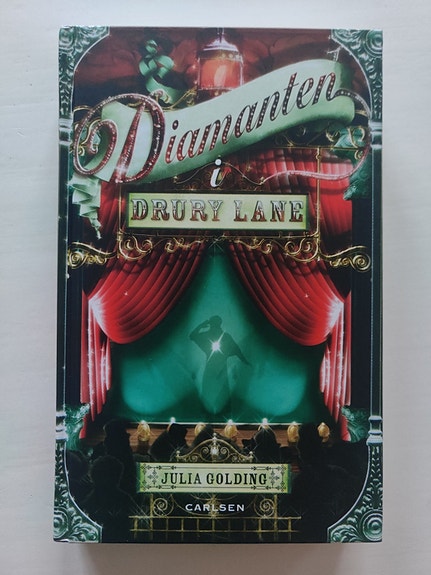 Diamanten
i
DRURY LANE
JULIA GOLDING
CARLSEN